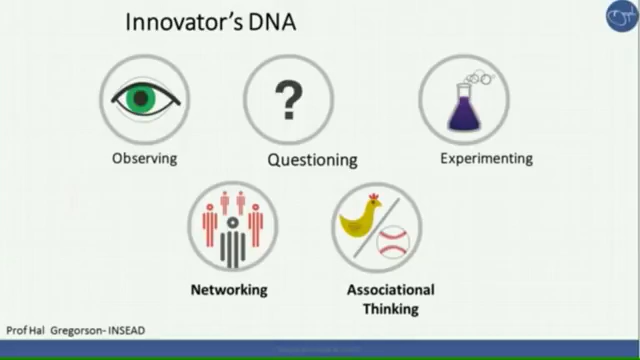 Innovator's DNA
?
Observing
Questioning
Experimenting
Networking
Associational
Thinking
Prof Hal Gregorson- INSEAD